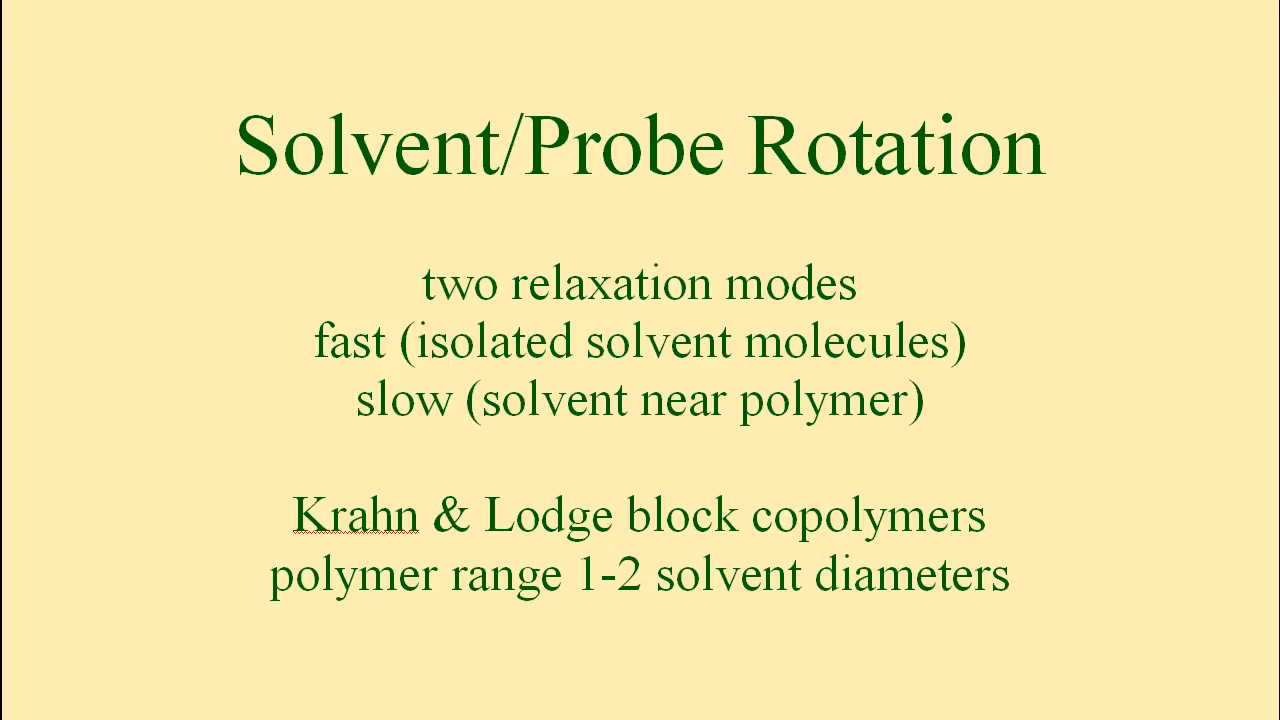 Solvent/Probe Rotation
two relaxation modes
fast (isolated solvent molecules)
slow (solvent near polymer)
Krahn & Lodge block copolymers
polymer range 1-2 solvent diameters